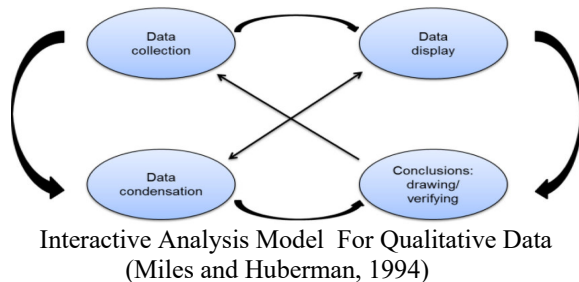 Data
collection
Data
display
Data
condensation
Conclusions:
drawing/
verifying
Interactive Analysis Model For Qualitative Data
(Miles and Huberman, 1994)